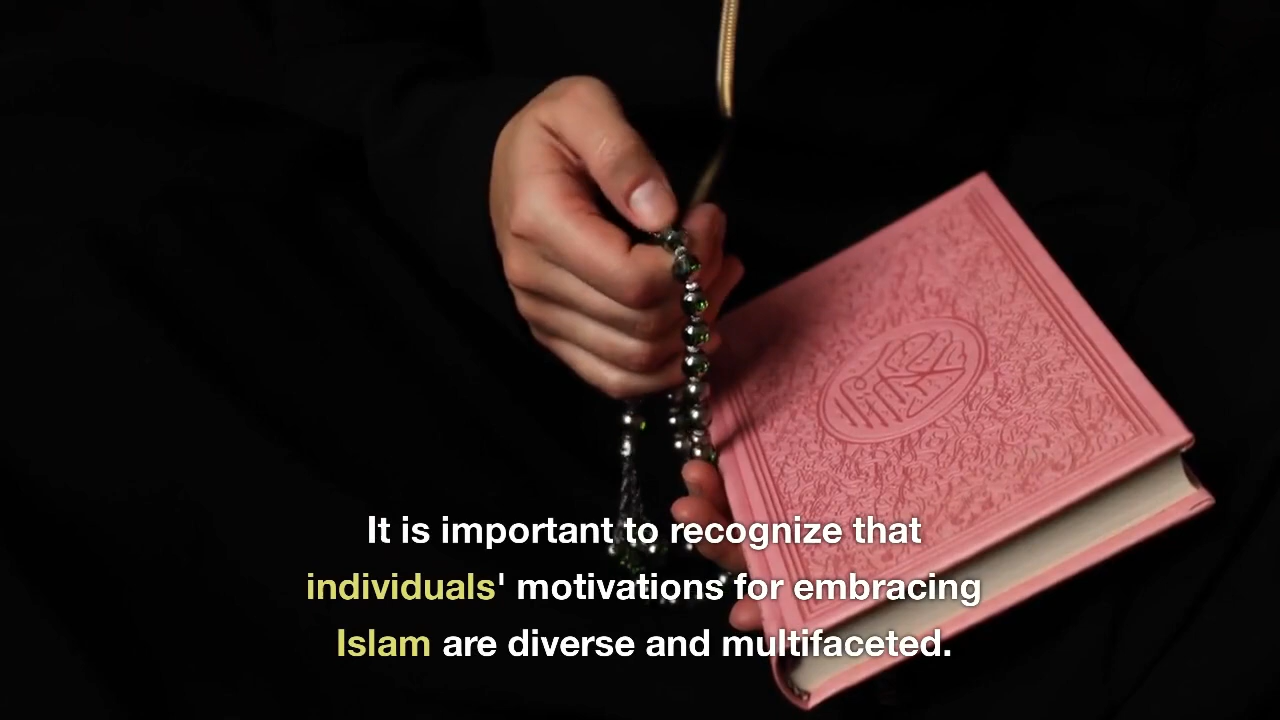 It is important to recognize that
individuals' motivations for embracing
Islam are diverse and multifaceted.